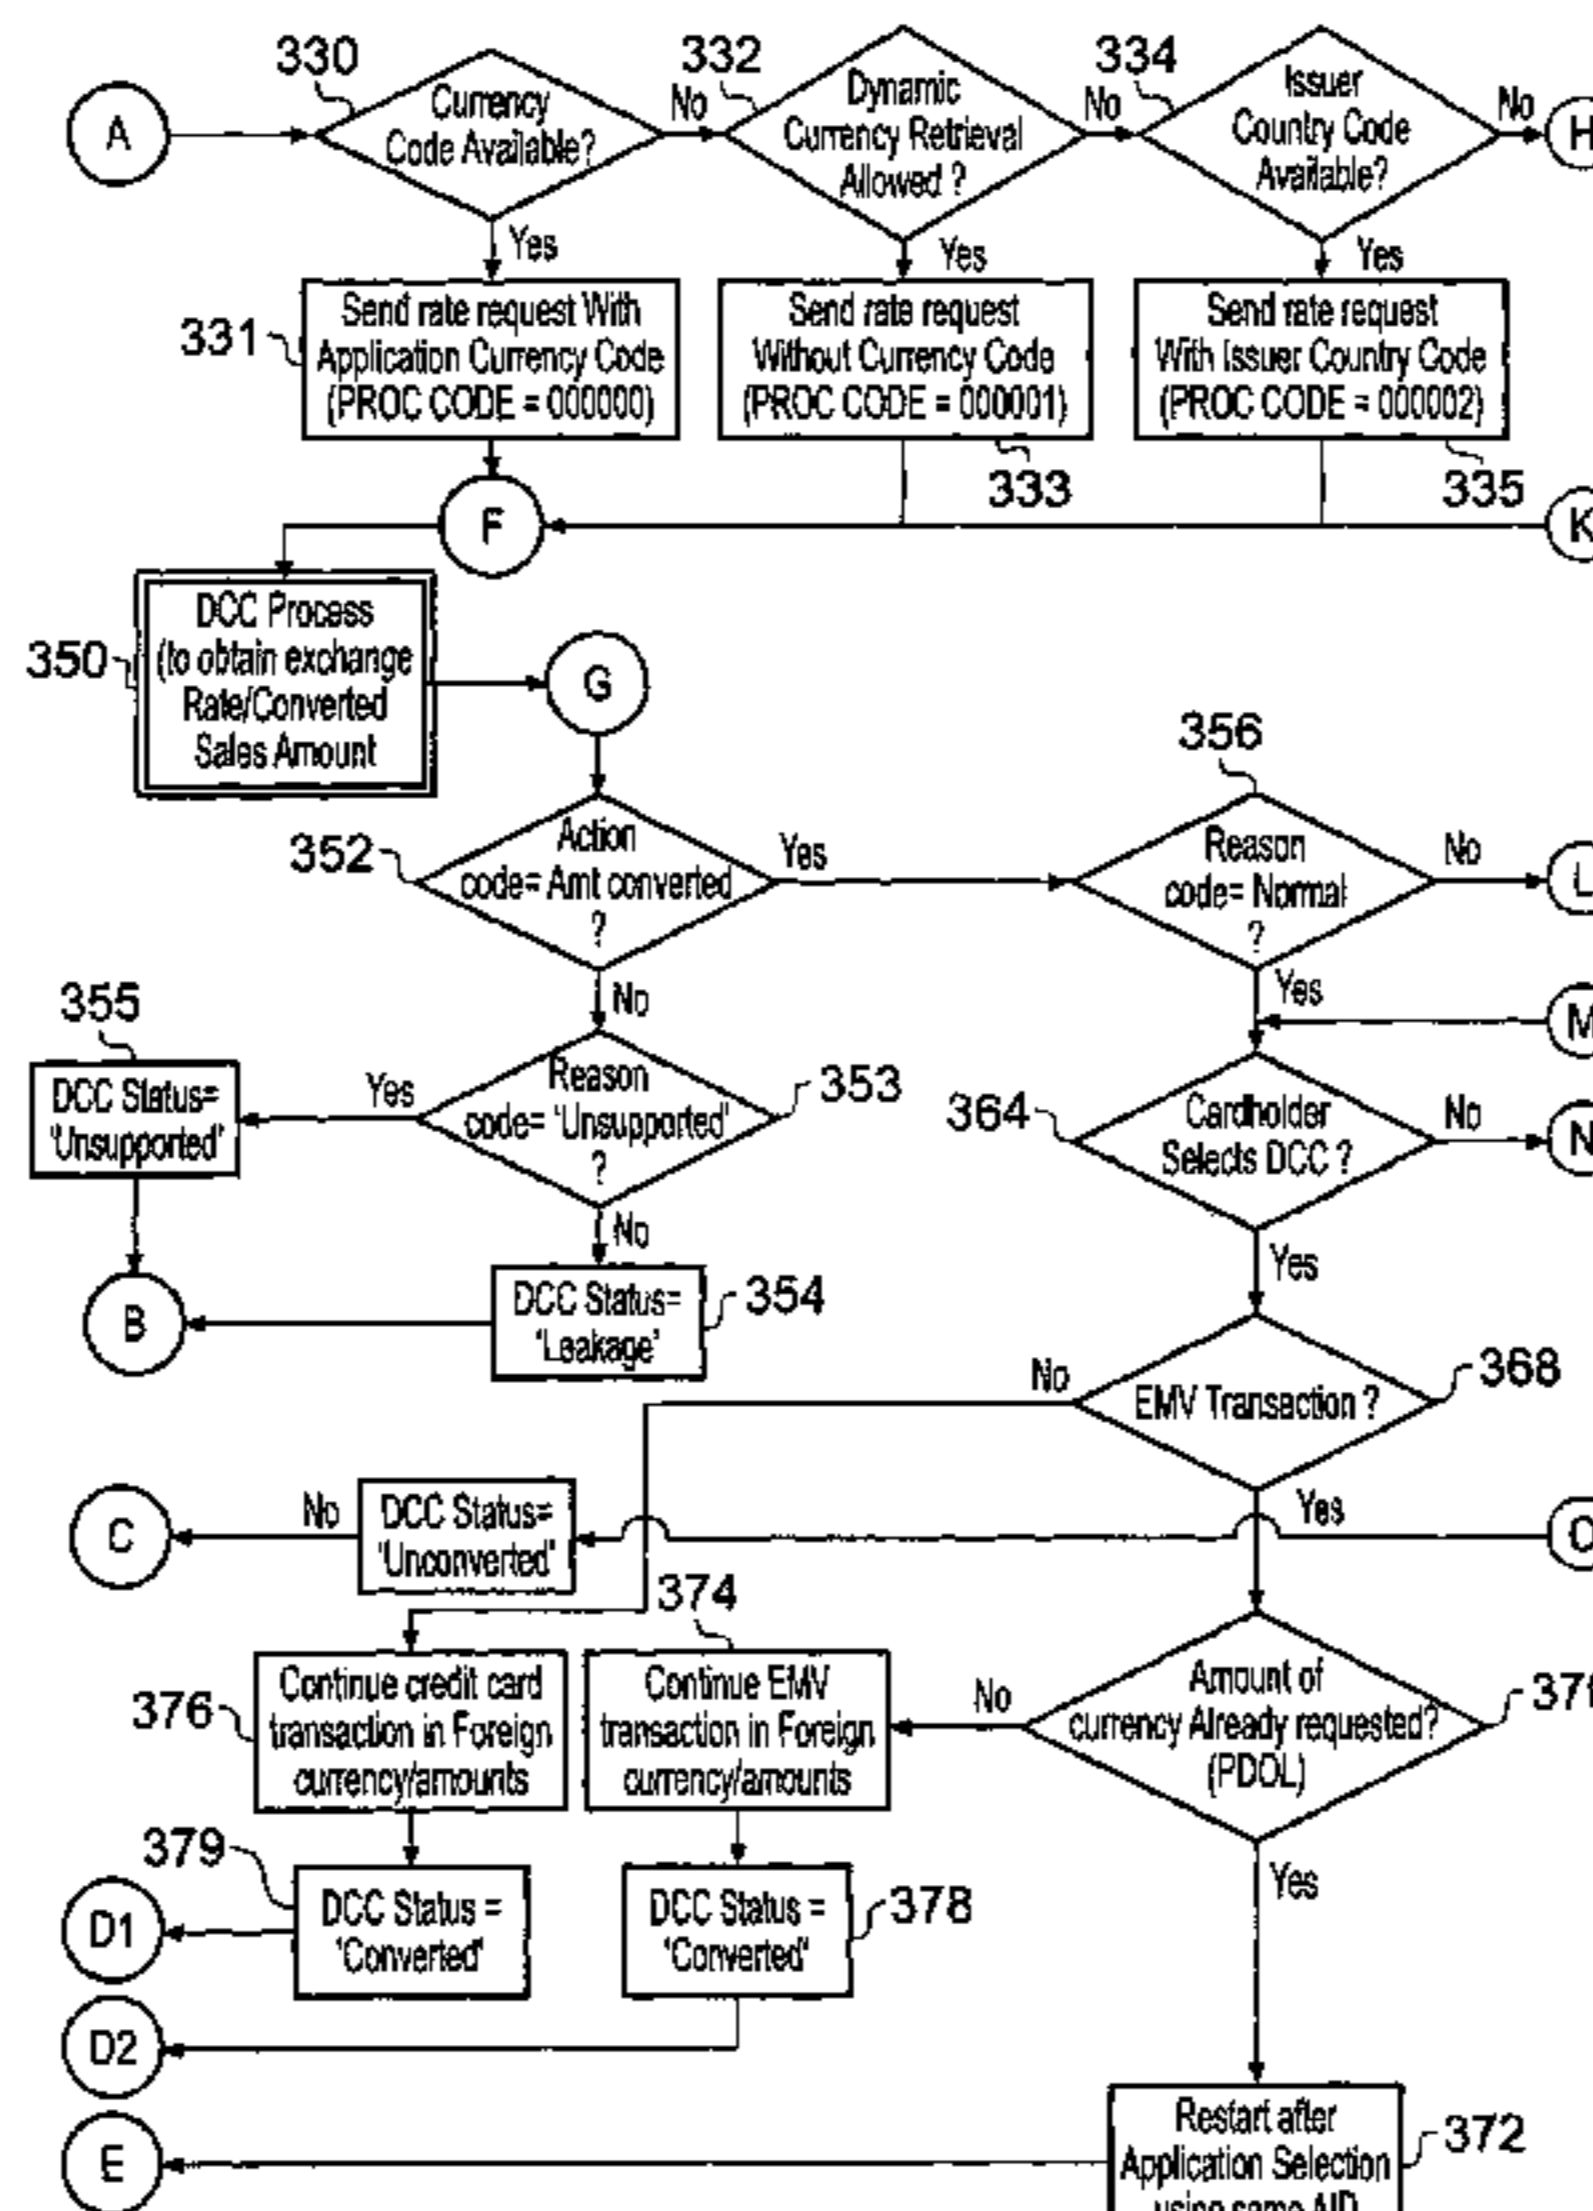 330
332
334
A
Currency
Code Available?
No
Dynamic
Currency Retrieval
Allowed ?
No
Issuer
Country Code
Available?
No
H
Yes
Yes
Yes
331
Send rate request With
Application Currency Code
(PROC CODE = 000000)
Send rate request
Without Currency Code
(PROC CODE = 000001)
Send rate request
With Issuer Country Code
(PROC CODE = 000002)
333
335
F
K
350
DCC Process
(to obtain exchange
Rate/Converted
Sales Amount
G
356
352
Action
code= Amt converted
?
Yes
Reason
code= Normal
?
No
L
No
Yes
M
355
DCC Status=
'Unsupported'
Yes
Reason
code= 'Unsupported'
?
353
364
Cardholder
Selects DCC ?
No
N
No
Yes
B
DCC Status=
'Leakage'
354
No
EMV Transaction ?
368
C
No
DCC Status=
'Unconverted'
Yes
O
374
376
Continue credit card
transaction in Foreign
currency/amounts
Continue EMV
transaction in Foreign
currency/amounts
No
Amount of
currency Already requested?
(PDOL)
379
Yes
D1
DCC Status =
'Converted'
DCC Status =
'Converted'
378
D2
E
Restart after
Application Selection
using same AID
372